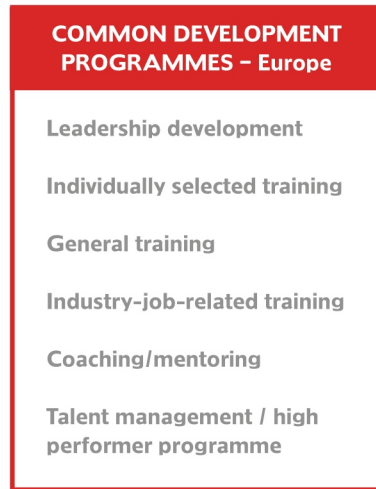 COMMON DEVELOPMENT
PROGRAMMES – Europe
Leadership development
Individually selected training
General training
Industry-job-related training
Coaching/mentoring
Talent management / high
performer programme